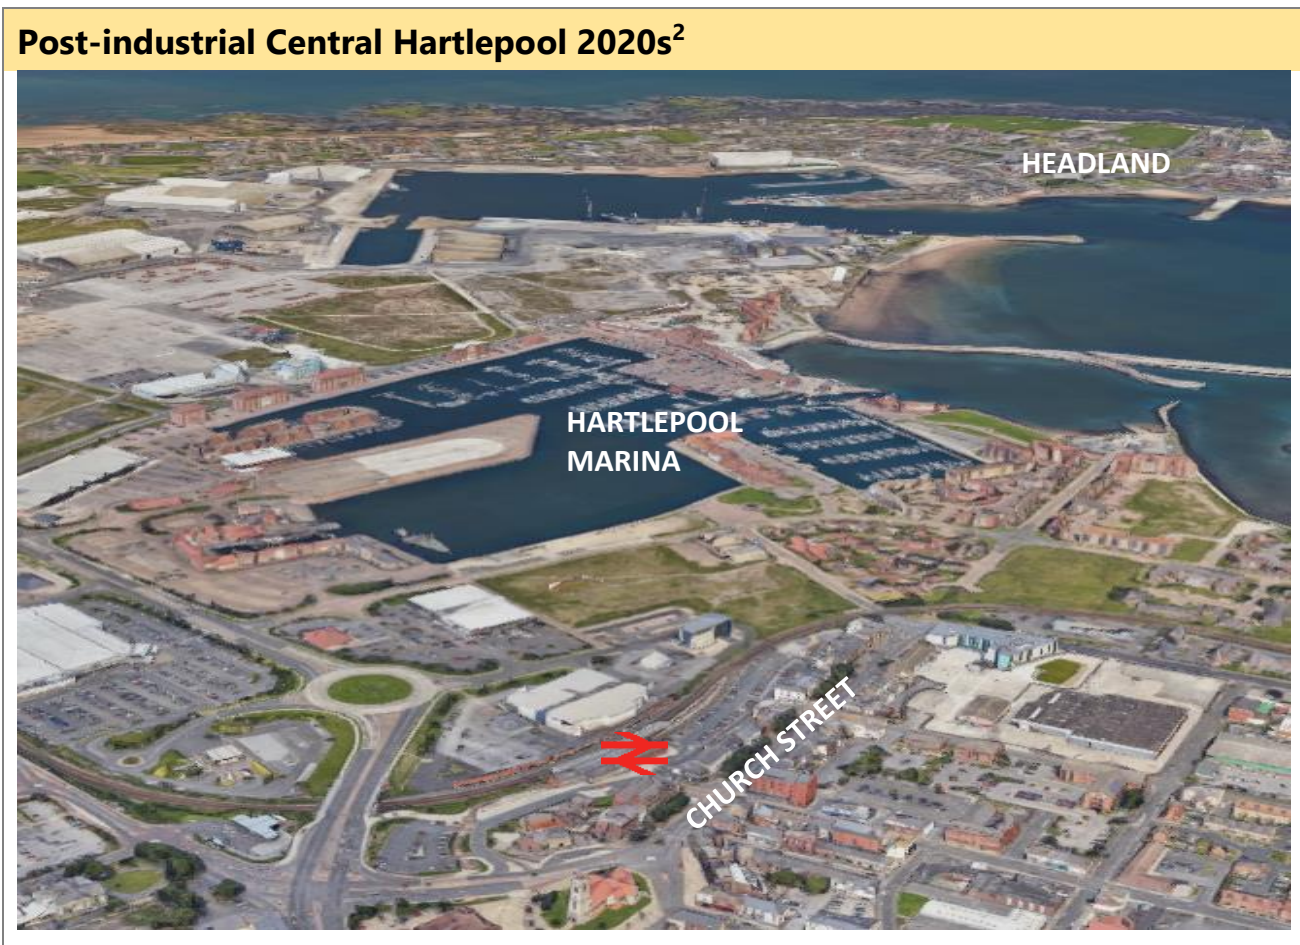 Post-industrial Central Hartlepool 2020s²
HEADLAND
HARTLEPOOL
MARINA
CHURCH STREET